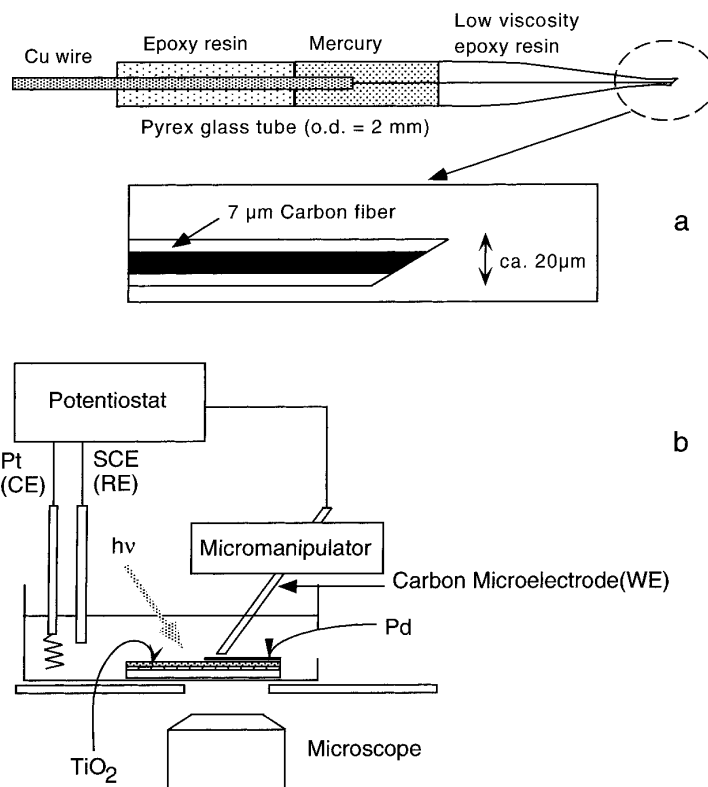 Low viscosity
epoxy resin
Epoxy resin
Mercury
Cu wire
Pyrex glass tube (o.d. = 2 mm)
7 μm Carbon fiber
ca. 20μm
a
Potentiostat
b
Pt
(CE)
SCE
(RE)
hν
Micromanipulator
Carbon Microelectrode(WE)
Pd
TiO2
Microscope